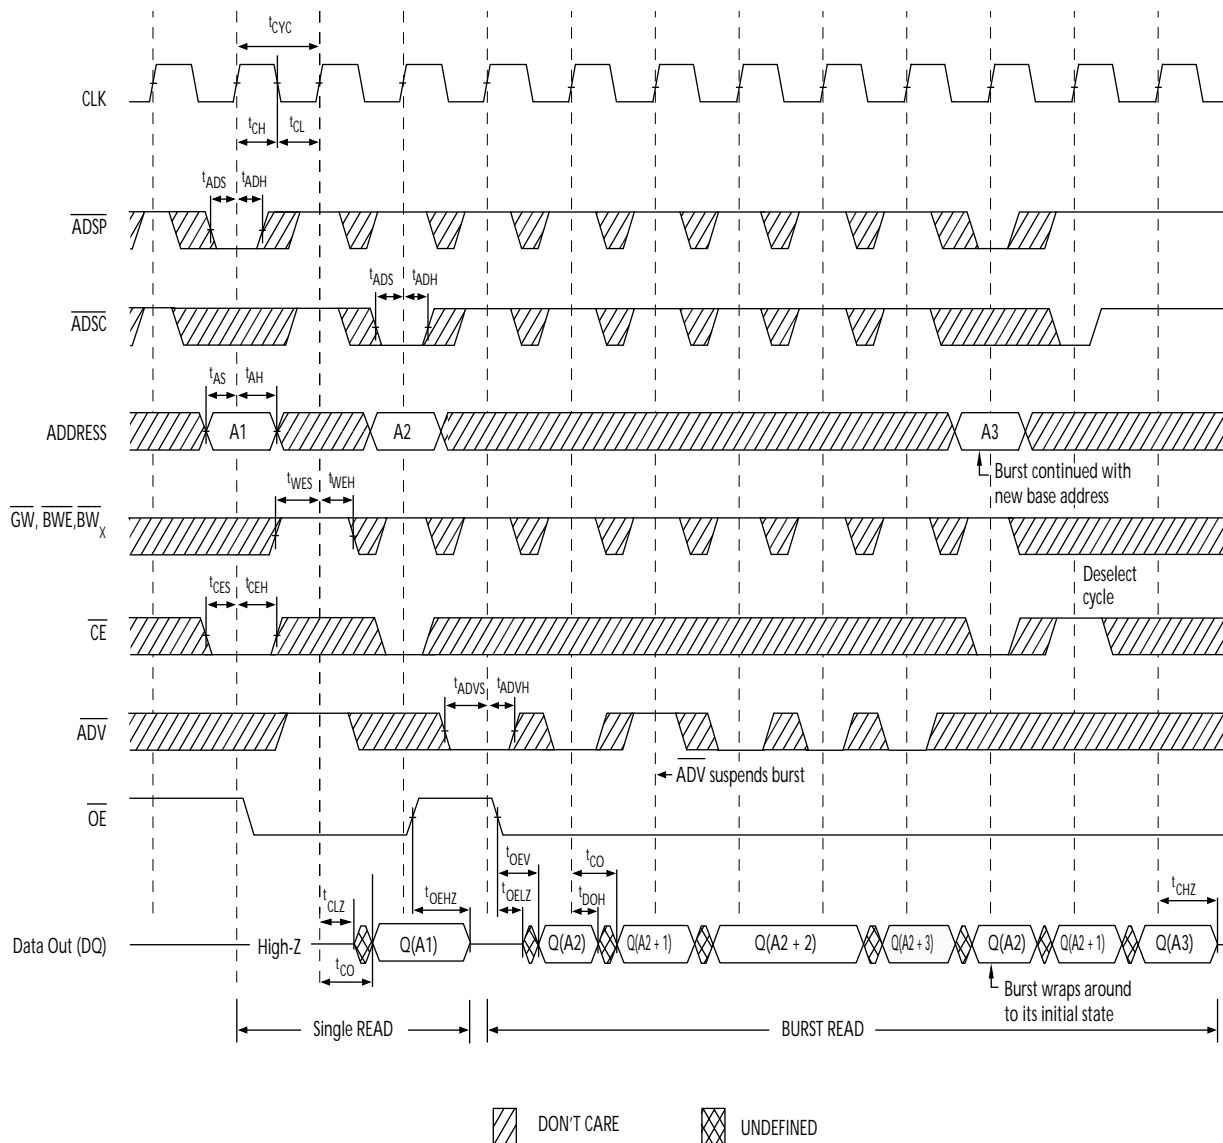 tCYC
CLK
tCH
tCL
tADS
tADH
ADSP
tADS
tADH
ADSC
tAS
tAH
ADDRESS
A1
A2
A3
Burst continued with
new base address
tWES
tWEH
GW, BWE,BWx
tCES
tCEH
Deselect
cycle
CE
tADVS
tADVH
ADV
ADV suspends burst
OE
tOEV
tCO
tCLZ
tOEHZ
tOELZ
tDOH
tCHZ
Data Out (DQ)
High-Z
Q(A1)
Q(A2)
Q(A2 + 1)
Q(A2 + 2)
Q(A2 + 3)
Q(A2)
Q(A2 + 1)
Q(A3)
tCO
Burst wraps around
to its initial state
Single READ
BURST READ
DON'T CARE
UNDEFINED